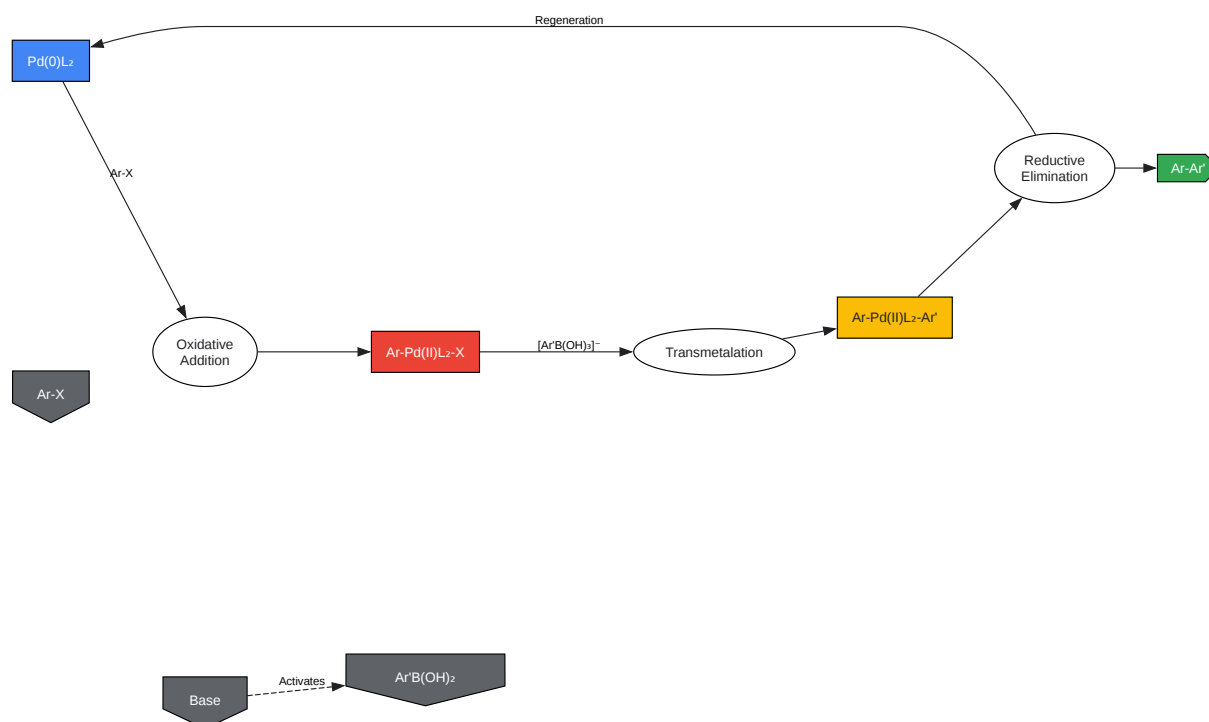 Regeneration
Pd(0)L₂
Ar-X
Reductive
Elimination
Ar-Ar'
Ar-Pd(II)L₂-Ar'
Oxidative
Addition
Ar-Pd(II)L₂-X
[Ar'B(OH)₃]⁻
Transmetalation
Ar-X
Activates
Ar'B(OH)₂
Base